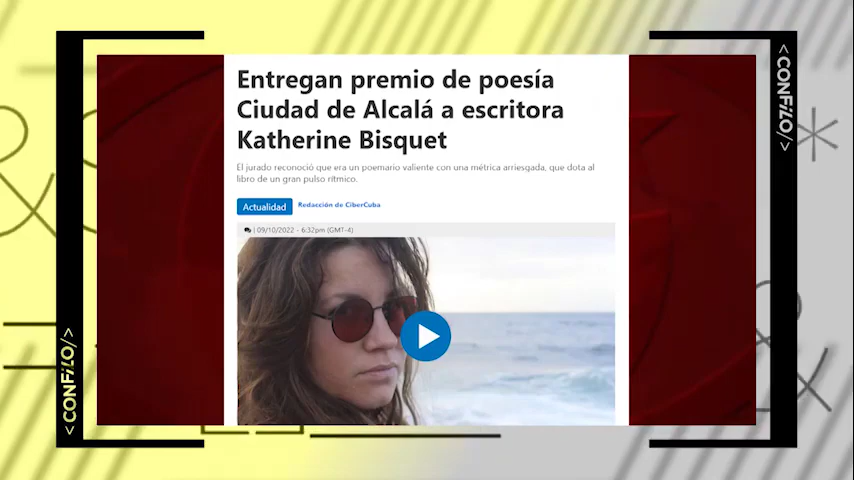 Entregan premio de poesía
Ciudad de Alcalá a escritora
Katherine Bisquet
El jurado reconoció que era un poemario valiente con una métrica arriesgada, que dota al
libro de un gran pulso rítmico.
Actualidad Redacción de CiberCuba
| 09/10/2022 - 6:32pm (GMT-4)
<CONFiLO/>
<CONFiLO/>